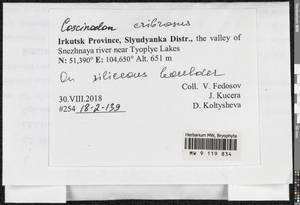 Coscinodon cribrosus
Irkutsk Province, Slyudyanka Distr., the valley of
Snezhnaya river near Tyoplye Lakes
N: 51,390° E: 104,650° Alt. 651 m
On siliceous boulder
Coll. V. Fedosov
30.VIII.2018 J. Kucera
#254 18-2-139 D. Koltysheva
Herbarium MW, Bryophyta
MW 9 119 834